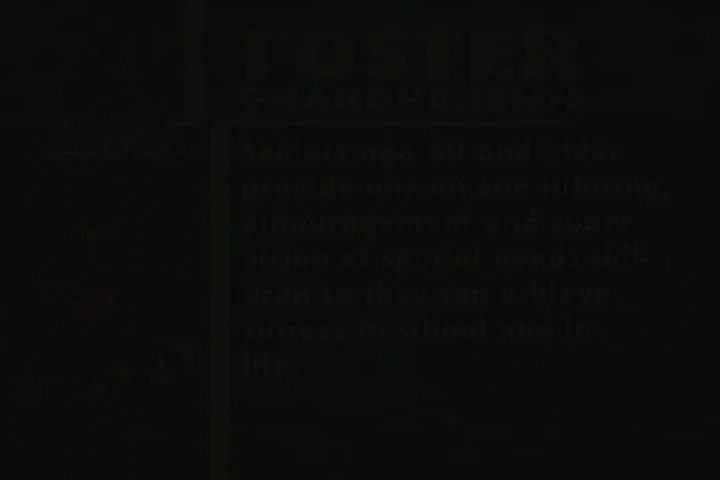 FOSTER
GRANDPARENTS
Seniors age 60 and older
provide one-on-one tutoring,
encouragement and super
vision of special needs chil-
dren so they can achieve
success in school and in
life.